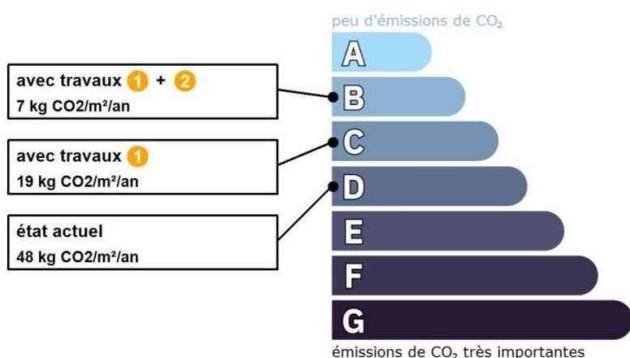 peu d'émissions de CO₂
A
avec travaux 1 + 2
7 kg CO2/m²/an
B
avec travaux 1
19 kg CO2/m²/an
C
D
état actuel
48 kg CO2/m²/an
E
F
G
émissions de CO₂ très importantes